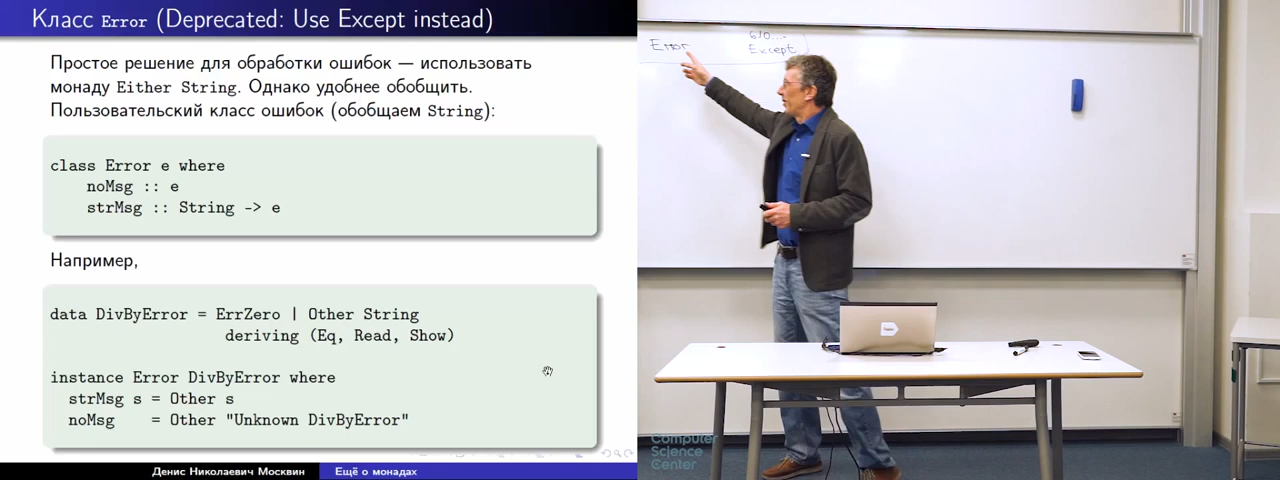 Класс Error (Deprecated: Use Except instead)
Простое решение для обработки ошибок — использовать
монаду Either String. Однако удобнее обобщить.
Пользовательский класс ошибок (обобщаем String):
class Error e where
noMsg :: e
strMsg :: String -> e
Например,
data DivByError = ErrZero | Other String
deriving (Eq, Read, Show)
instance Error DivByError where
strMsg s = Other s
noMsg = Other "Unknown DivByError"
Денис Николаевич Москвин Ещё о монадах
Error
Except
Computer
Science
Center